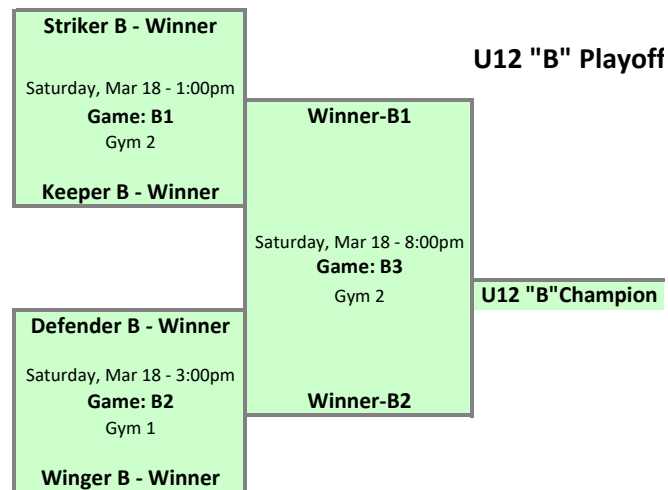 Striker B - Winner
U12 "B" Playoff
Saturday, Mar 18 - 1:00pm
Game: B1
Gym 2
Winner-B1
Keeper B - Winner
Saturday, Mar 18 - 8:00pm
Game: B3
Gym 2
U12 "B"Champion
Defender B - Winner
Saturday, Mar 18 - 3:00pm
Game: B2
Gym 1
Winner-B2
Winger B - Winner